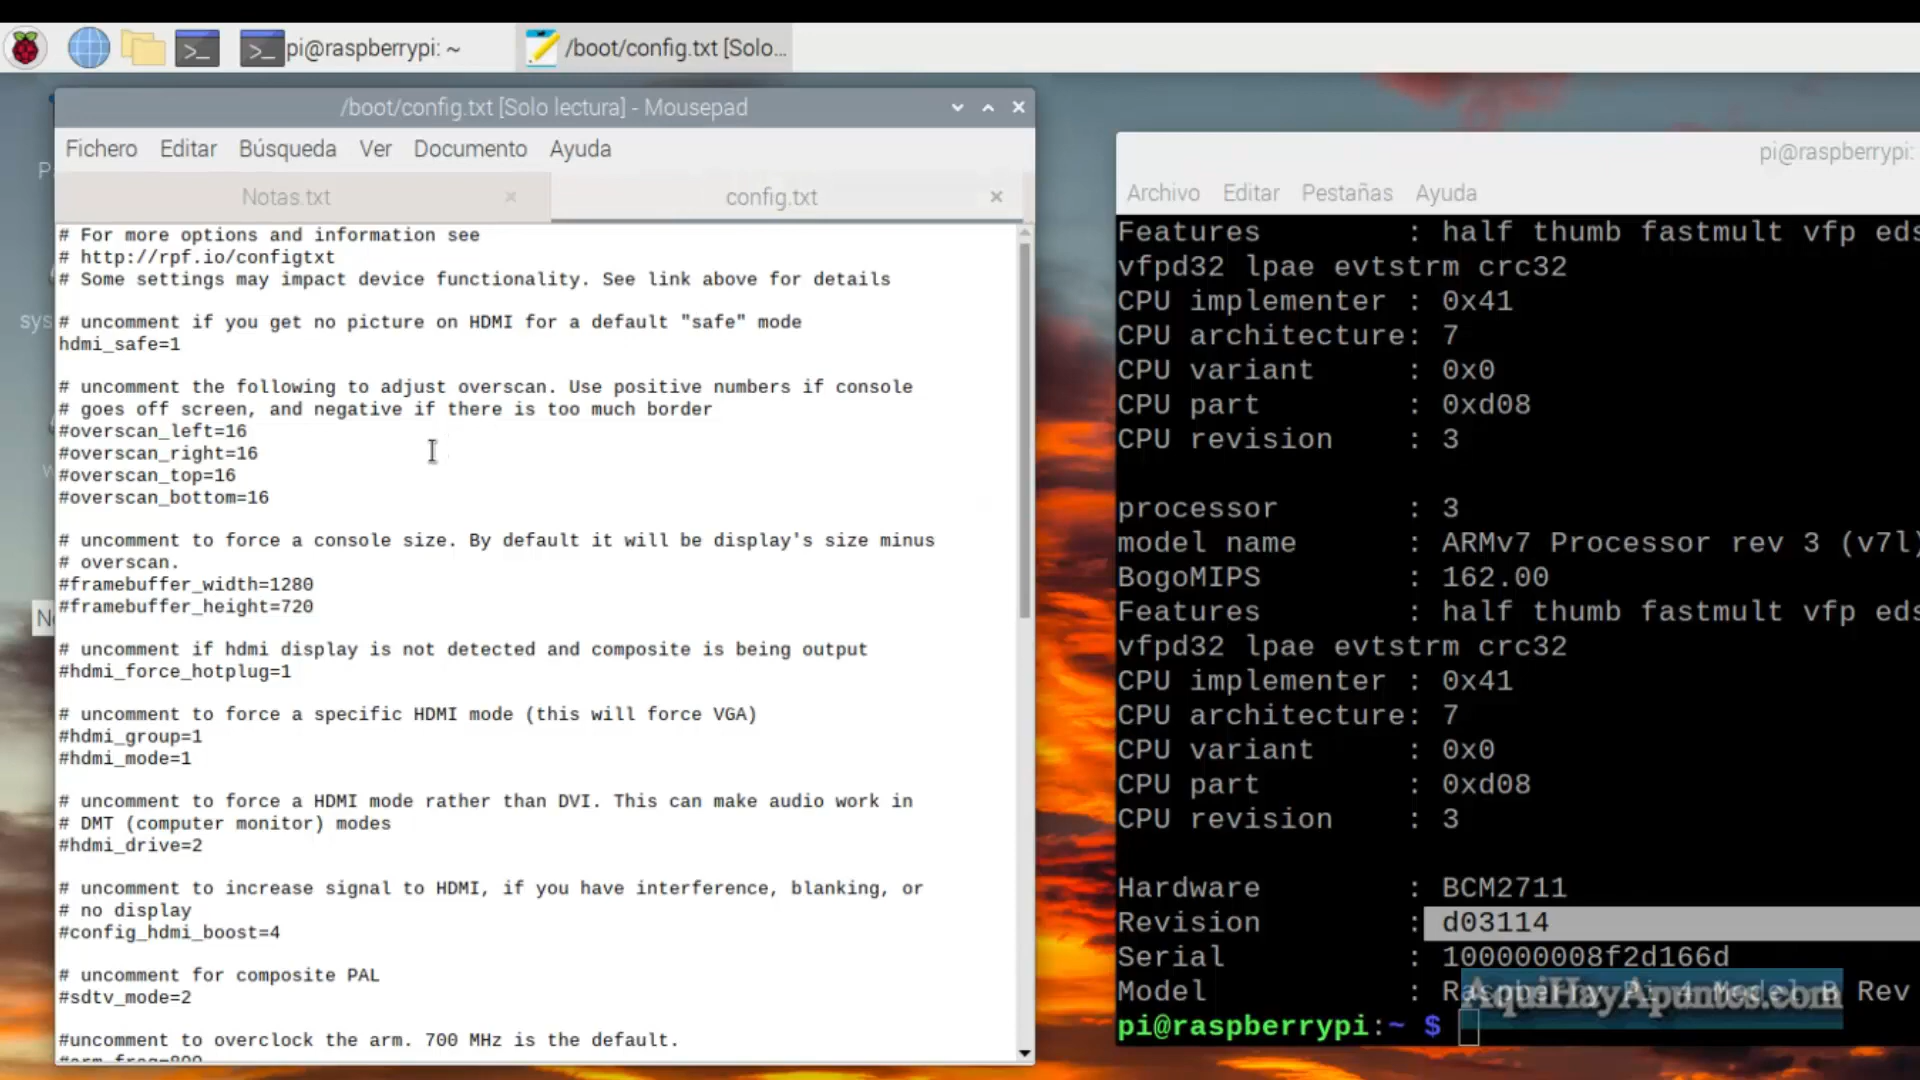 pi@raspberrypi: ~
/boot/config.txt [Solo...
/boot/config.txt [Solo lectura] - Mousepad
Fichero Editar Búsqueda Ver Documento Ayuda
Notas.txt
config.txt
# For more options and information see
# http://rpf.io/configtxt
# Some settings may impact device functionality. See link above for details
# uncomment if you get no picture on HDMI for a default "safe" mode
hdmi_safe=1
# uncomment the following to adjust overscan. Use positive numbers if console
# goes off screen, and negative if there is too much border
#overscan_left=16
#overscan_right=16
#overscan_top=16
#overscan_bottom=16
# uncomment to force a console size. By default it will be display's size minus
# overscan.
#framebuffer_width=1280
#framebuffer_height=720
# uncomment if hdmi display is not detected and composite is being output
#hdmi_force_hotplug=1
# uncomment to force a specific HDMI mode (this will force VGA)
#hdmi_group=1
#hdmi_mode=1
# uncomment to force a HDMI mode rather than DVI. This can make audio work in
# DMT (computer monitor) modes
#hdmi_drive=2
# uncomment to increase signal to HDMI, if you have interference, blanking, or
# no display
#config_hdmi_boost=4
# uncomment for composite PAL
#sdtv_mode=2
#uncomment to overclock the arm. 700 MHz is the default.
#arm_freq=800
pi@raspberrypi:
Archivo Editar Pestañas Ayuda
Features : half thumb fastmult vfp eds
vfpd32 lpae evtstrm crc32
CPU implementer : 0x41
CPU architecture: 7
CPU variant : 0x0
CPU part : 0xd08
CPU revision : 3
processor : 3
model name : ARMv7 Processor rev 3 (v7l)
BogoMIPS : 162.00
Features : half thumb fastmult vfp eds
vfpd32 lpae evtstrm crc32
CPU implementer : 0x41
CPU architecture: 7
CPU variant : 0x0
CPU part : 0xd08
CPU revision : 3
Hardware : BCM2711
Revision : d03114
Serial : 100000008f2d166d
Model : Raspberry Pi 4 Model B Rev
pi@raspberrypi:~ $
AquiHayApuntes.com